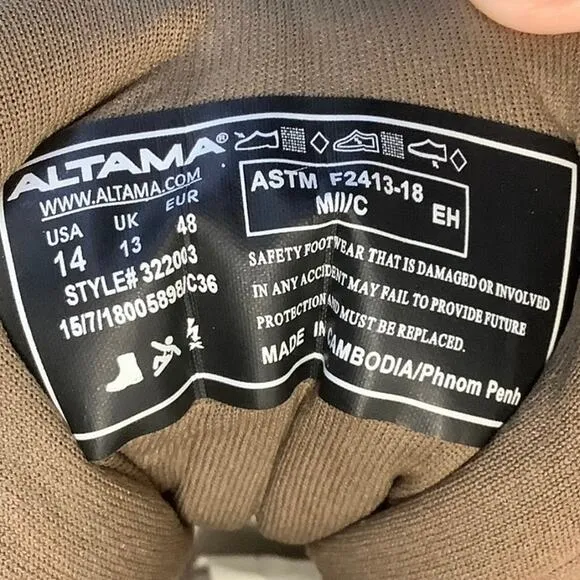 ALTAMA®
WWW.ALTAMA.COM
USA UK EUR
14 13 48
STYLE# 322003
15/7/18005898/C36
ASTM F2413-18
M/I/C EH
SAFETY FOOTWEAR THAT IS DAMAGED OR INVOLVED
IN ANY ACCIDENT MAY FAIL TO PROVIDE FUTURE
PROTECTION AND MUST BE REPLACED.
MADE IN CAMBODIA/Phnom Penh